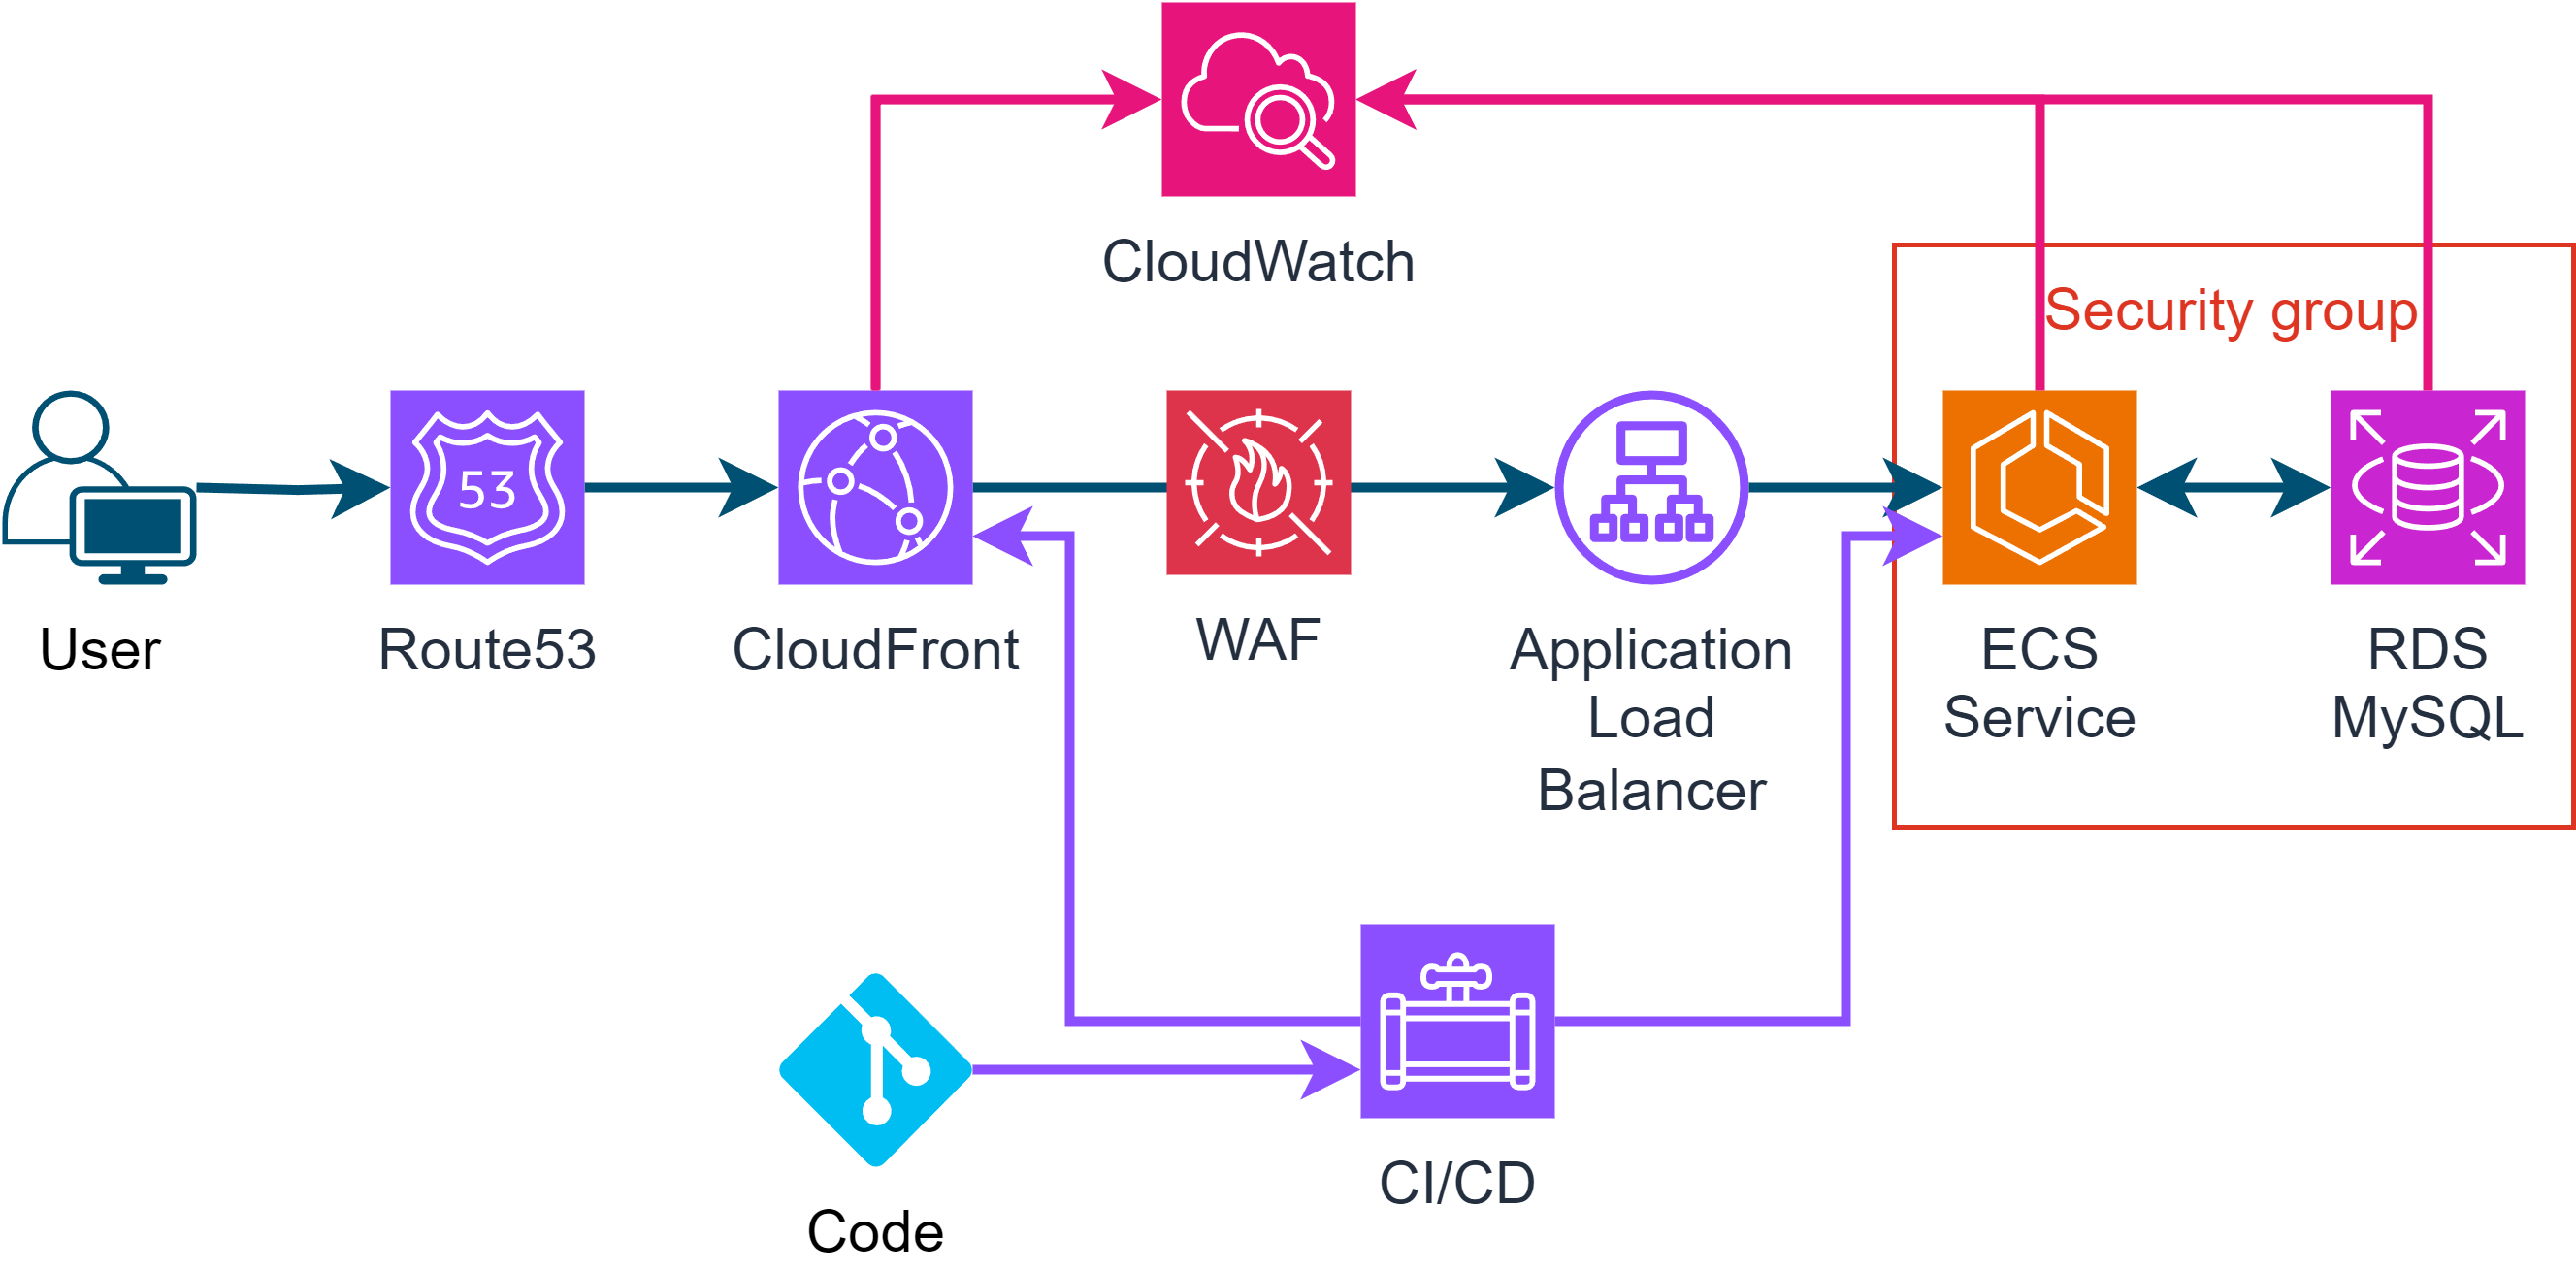 CloudWatch
Security group
53
User
Route53
CloudFront
WAF
Application
Load
Balancer
ECS
Service
RDS
MySQL
CI/CD
Code